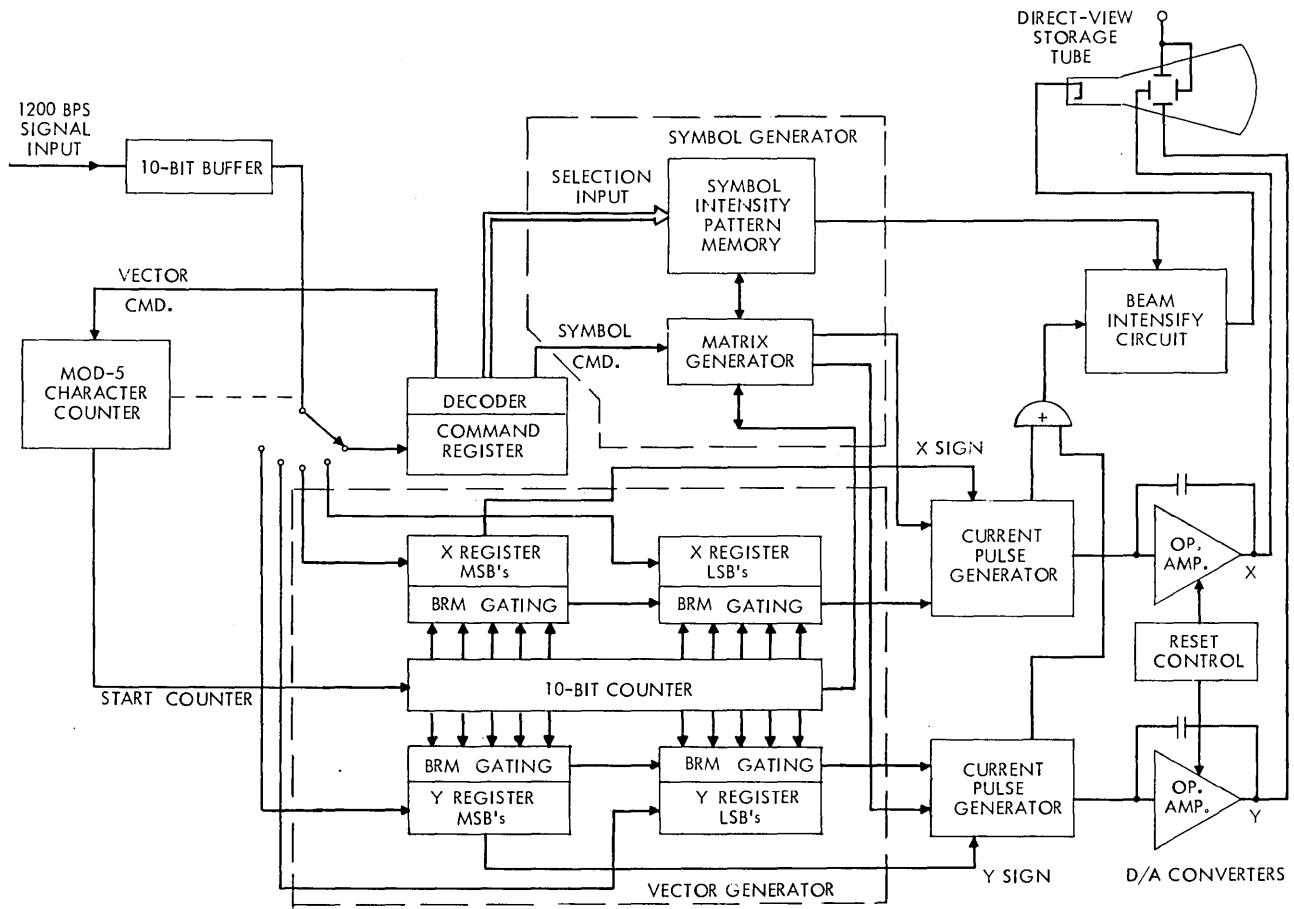 DIRECT-VIEW
STORAGE
TUBE
1200 BPS
SIGNAL
INPUT
10-BIT BUFFER
SYMBOL GENERATOR
SELECTION
INPUT
SYMBOL
INTENSITY
PATTERN
MEMORY
VECTOR
CMD.
BEAM
INTENSIFY
CIRCUIT
SYMBOL
CMD.
MATRIX
GENERATOR
MOD-5
CHARACTER
COUNTER
DECODER
COMMAND
REGISTER
+
X SIGN
X REGISTER
MSB's
BRM GATING
X REGISTER
LSB's
BRM GATING
CURRENT
PULSE
GENERATOR
OP.
AMP.
X
RESET
CONTROL
START COUNTER
10-BIT COUNTER
BRM GATING
Y REGISTER
MSB's
BRM GATING
Y REGISTER
LSB's
CURRENT
PULSE
GENERATOR
OP.
AMP.
Y
Y SIGN
D/A CONVERTERS
VECTOR GENERATOR